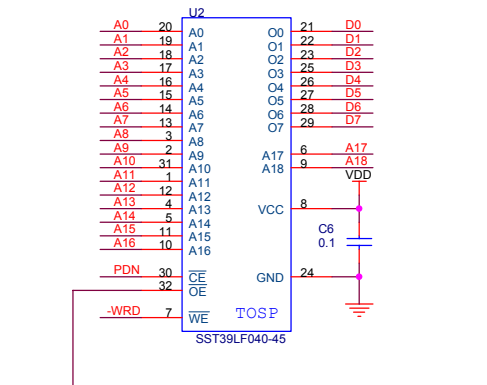 U2
A0 20 A0 O0 21 D0
A1 19 A1 O1 22 D1
A2 18 A2 O2 23 D2
A3 17 A3 O3 25 D3
A4 16 A4 O4 26 D4
A5 15 A5 O5 27 D5
A6 14 A6 O6 28 D6
A7 13 A7 O7 29 D7
A8 3 A8
A9 2 A9 A17 6 A17
A10 31 A10 A18 9 A18
A11 1 A11 VDD
A12 12 A12
A13 4 A13 VCC 8
A14 5 A14
A15 11 A15 C6
A16 10 A16 0.1
PDN 30 CE GND 24
32 OE
-WRD 7 WE TOSP
SST39LF040-45